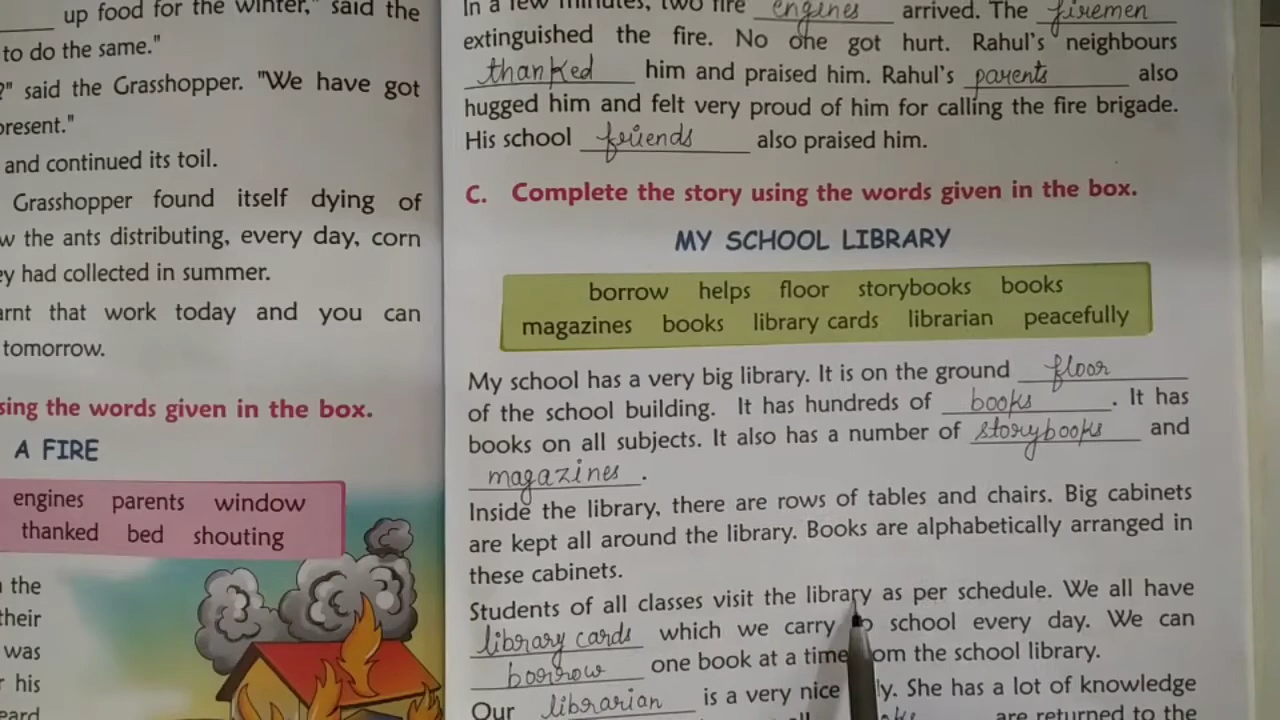 up food for the winter," said the
to do the same."
?" said the Grasshopper. "We have got
present."
and continued its toil.
Grasshopper found itself dying of
the ants distributing, every day, corn
had collected in summer.
that work today and you can
tomorrow.
using the words given in the box.
A FIRE
engines parents window
thanked bed shouting
the
their
was
his
In a few minutes, two fire engines arrived. The firemen
extinguished the fire. No one got hurt. Rahul's neighbours
thanked him and praised him. Rahul's parents also
hugged him and felt very proud of him for calling the fire brigade.
His school friends also praised him.
C. Complete the story using the words given in the box.
MY SCHOOL LIBRARY
borrow helps floor storybooks books
magazines books library cards librarian peacefully
My school has a very big library. It is on the ground floor
of the school building. It has hundreds of books. It has
books on all subjects. It also has a number of storybooks and
magazines.
Inside the library, there are rows of tables and chairs. Big cabinets
are kept all around the library. Books are alphabetically arranged in
these cabinets.
Students of all classes visit the library as per schedule. We all have
library cards which we carry school every day. We can
borrow one book at a time from the school library.
Our librarian is a very nice She has a lot of knowledge
are returned to the